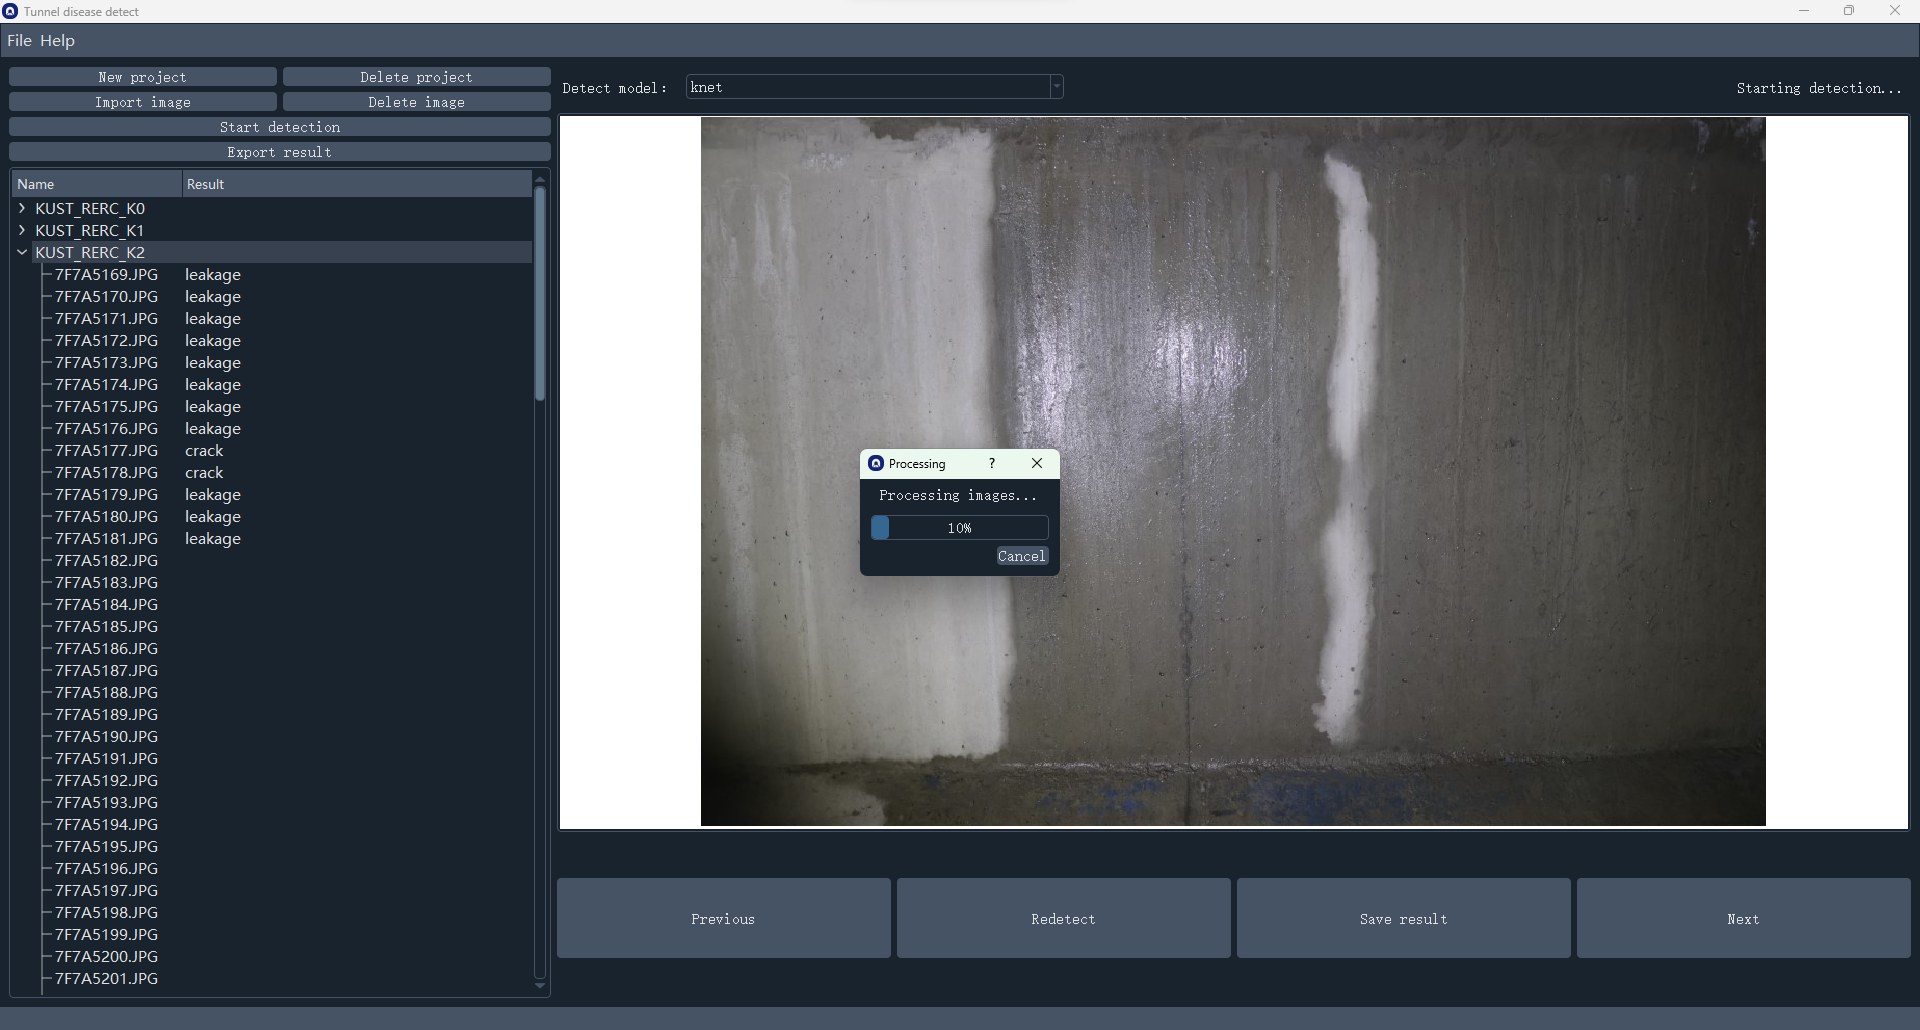 Tunnel disease detect
File Help
New project
Delete project
Import image
Delete image
Start detection
Export result
Detect model:
knet
Starting detection...
Name Result
KUST_RERC_K0
KUST_RERC_K1
KUST_RERC_K2
7F7A5169.JPG leakage
7F7A5170.JPG leakage
7F7A5171.JPG leakage
7F7A5172.JPG leakage
7F7A5173.JPG leakage
7F7A5174.JPG leakage
7F7A5175.JPG leakage
7F7A5176.JPG leakage
7F7A5177.JPG crack
7F7A5178.JPG crack
7F7A5179.JPG leakage
7F7A5180.JPG leakage
7F7A5181.JPG leakage
7F7A5182.JPG
7F7A5183.JPG
7F7A5184.JPG
7F7A5185.JPG
7F7A5186.JPG
7F7A5187.JPG
7F7A5188.JPG
7F7A5189.JPG
7F7A5190.JPG
7F7A5191.JPG
7F7A5192.JPG
7F7A5193.JPG
7F7A5194.JPG
7F7A5195.JPG
7F7A5196.JPG
7F7A5197.JPG
7F7A5198.JPG
7F7A5199.JPG
7F7A5200.JPG
7F7A5201.JPG
Processing ?
Processing images...
10%
Cancel
Previous
Redetect
Save result
Next